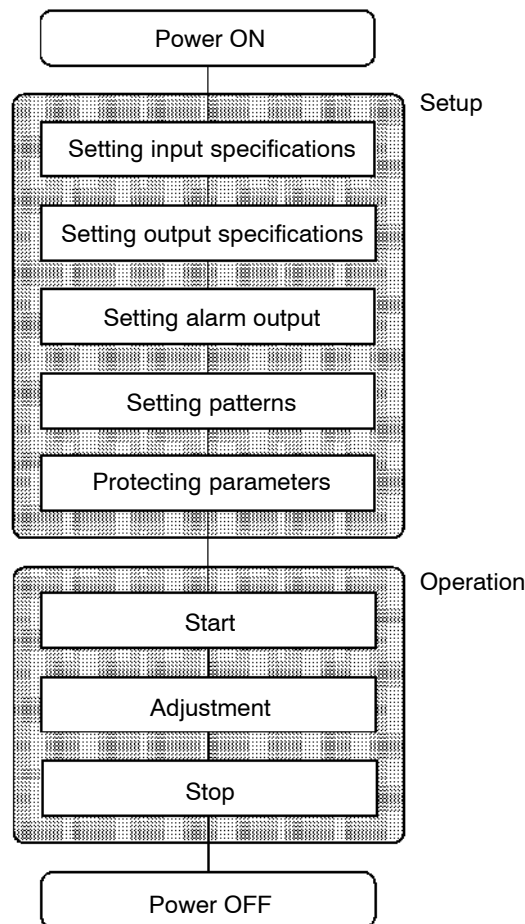 Power ON
Setup
Setting input specifications
Setting output specifications
Setting alarm output
Setting patterns
Protecting parameters
Operation
Start
Adjustment
Stop
Power OFF